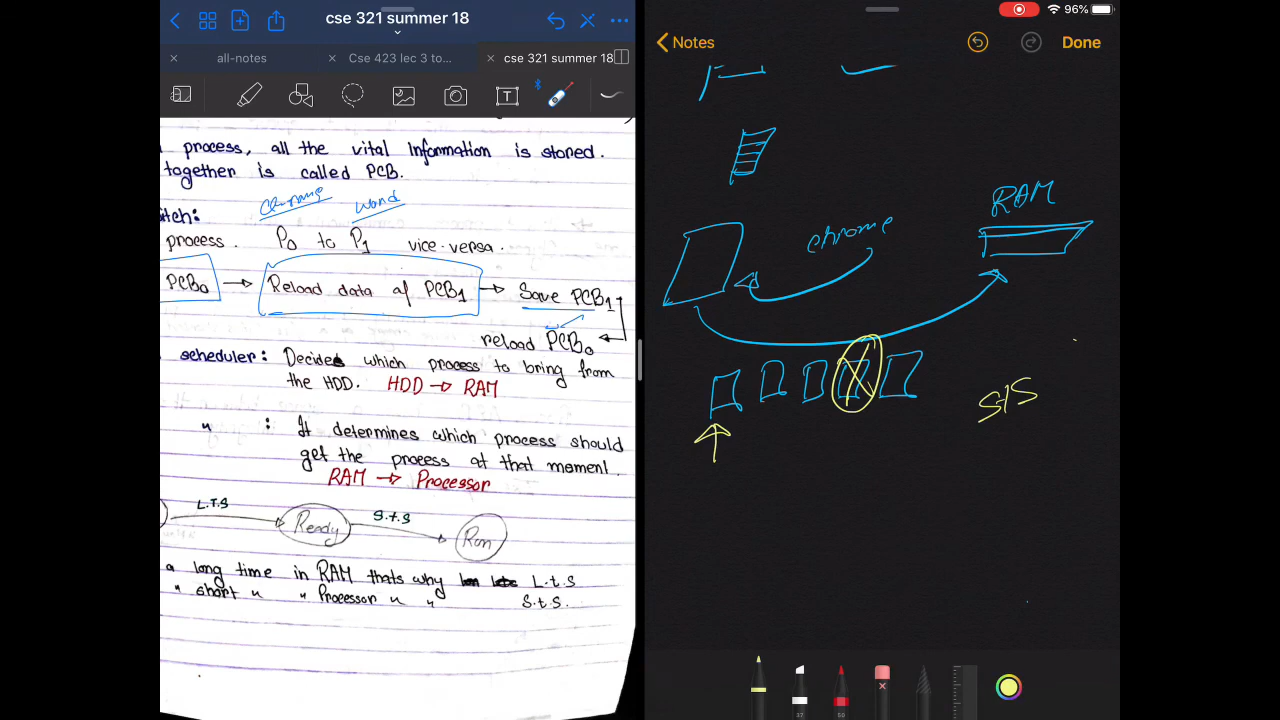 cse 321 summer 18
all-notes
Cse 423 lec 3 to...
cse 321 summer 18
process, all the vital Information is stored.
together is called PCB.
chrome word
itch:
process. P0 to P1 vice-versa.
PCB0 → Reload data of PCB1 → Save PCB1
reload PCB0
scheduler: Decides which process to bring from
the HDD. HDD → RAM
" : It determines which process should
get the process at that moment.
RAM → Processor
L.T.S Ready S.t.S Run
a long time in RAM thats why L.t.s
" short " " Processor " " S.t.S.
96%
Notes
Done
RAM
chrome
StS